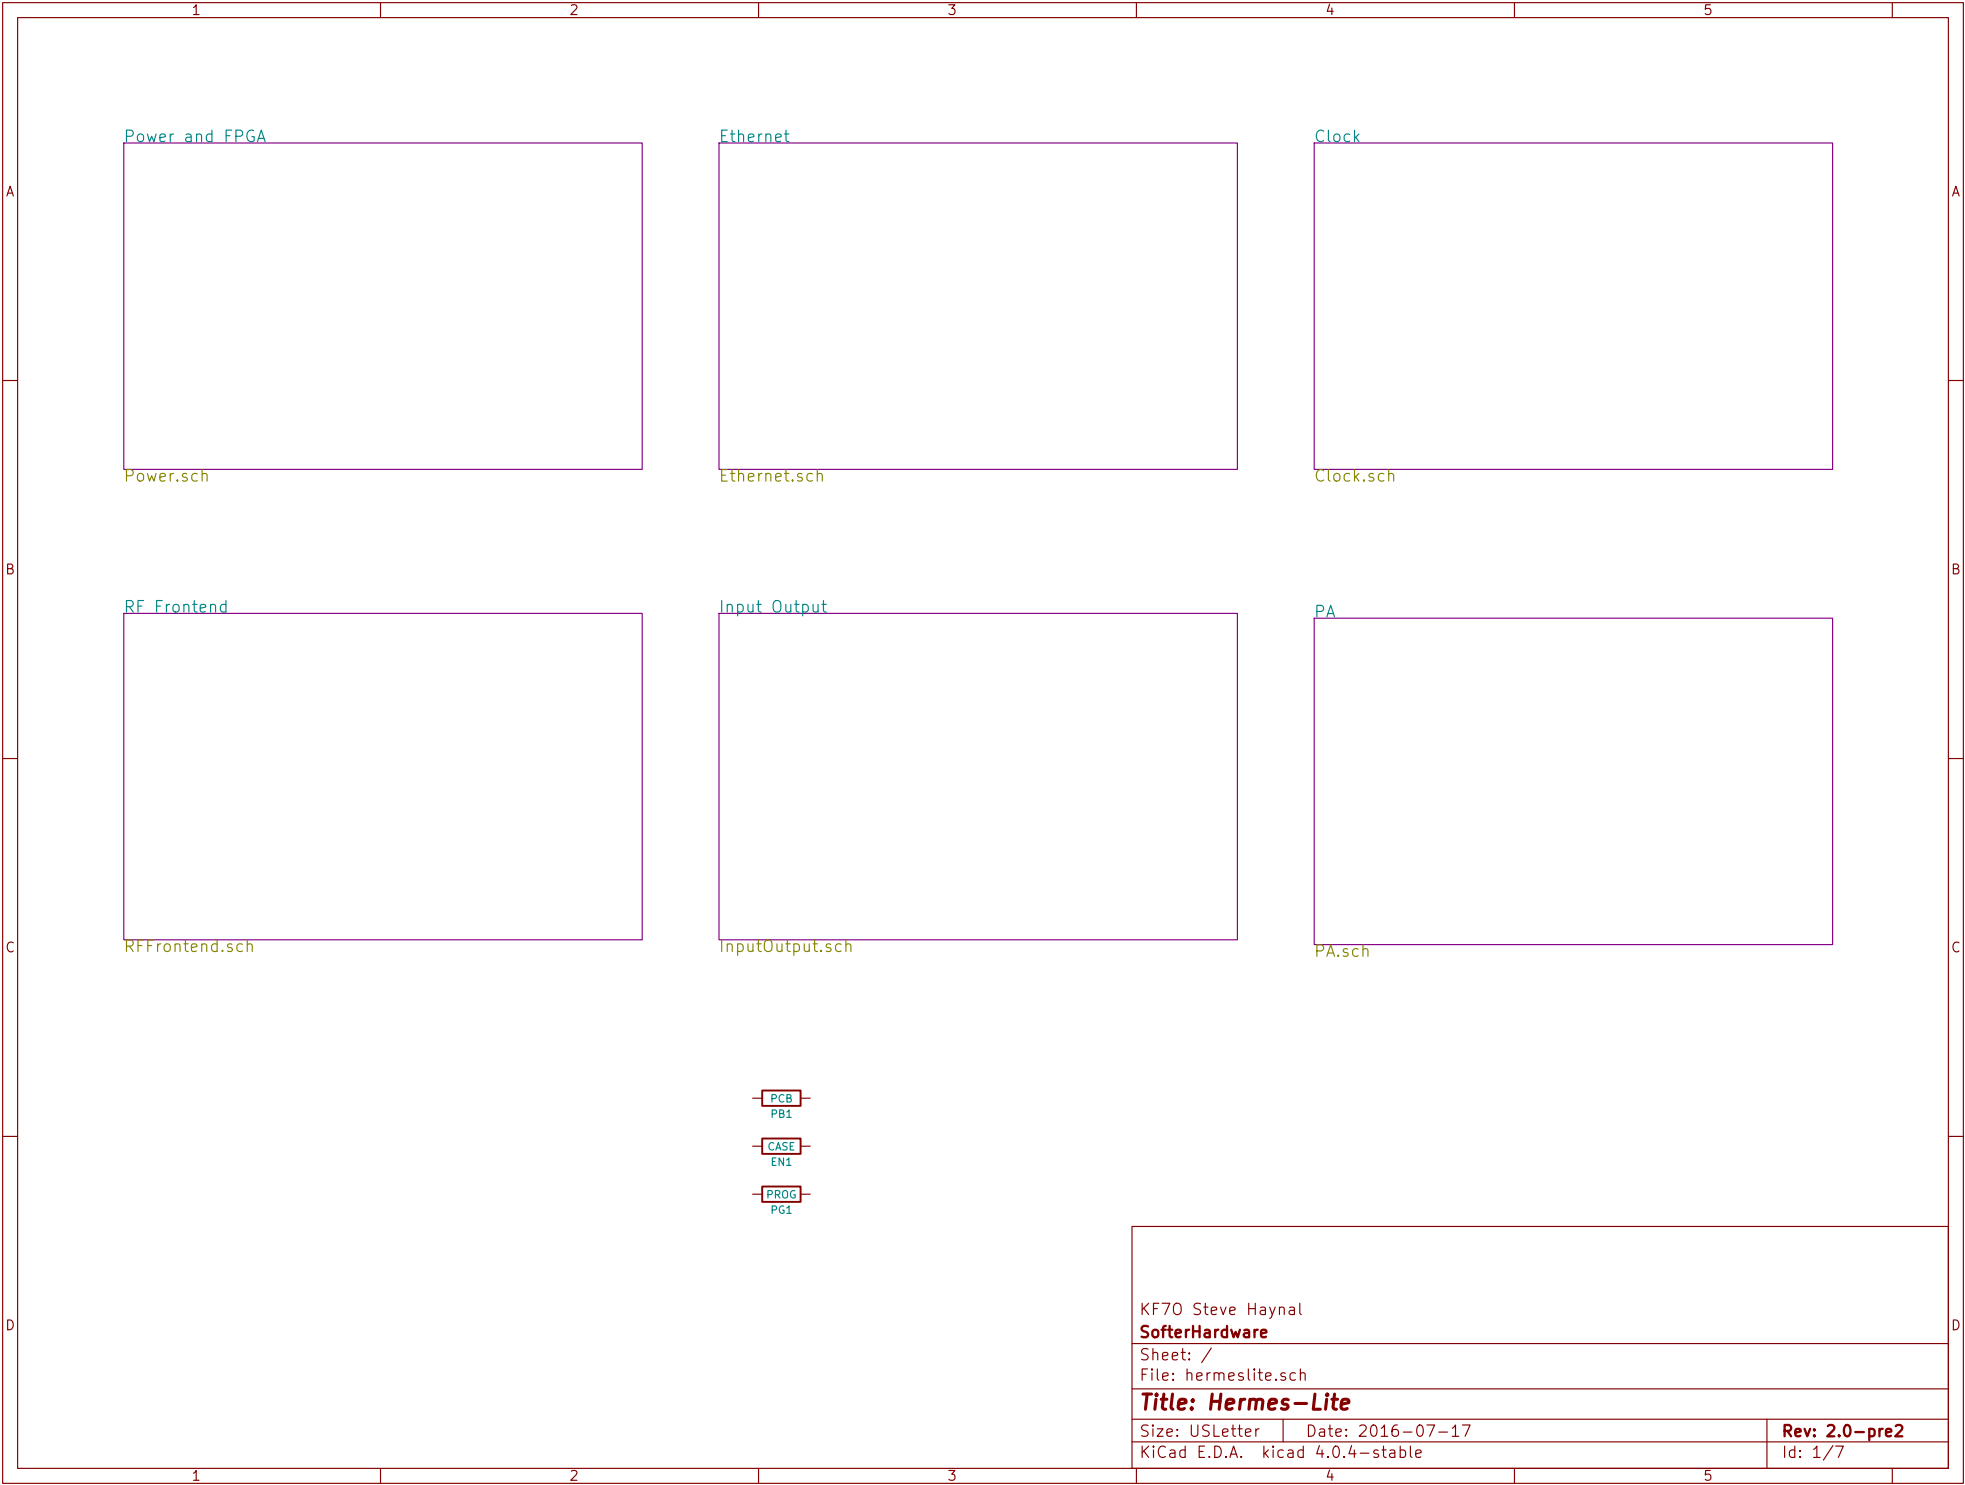 1 2 3 4 5
Power and FPGA
Ethernet
Clock
A
A
Power.sch
Ethernet.sch
Clock.sch
B
B
RF Frontend
Input Output
PA
RFFrontend.sch
InputOutput.sch
PA.sch
C
C
PCB
PB1
CASE
EN1
PROG
PG1
KF7O Steve Haynal
SofterHardware
Sheet: /
File: hermeslite.sch
Title: Hermes-Lite
Size: USLetter
Date: 2016-07-17
Rev: 2.0-pre2
KiCad E.D.A. kicad 4.0.4-stable
Id: 1/7
D
D
1 2 3 4 5